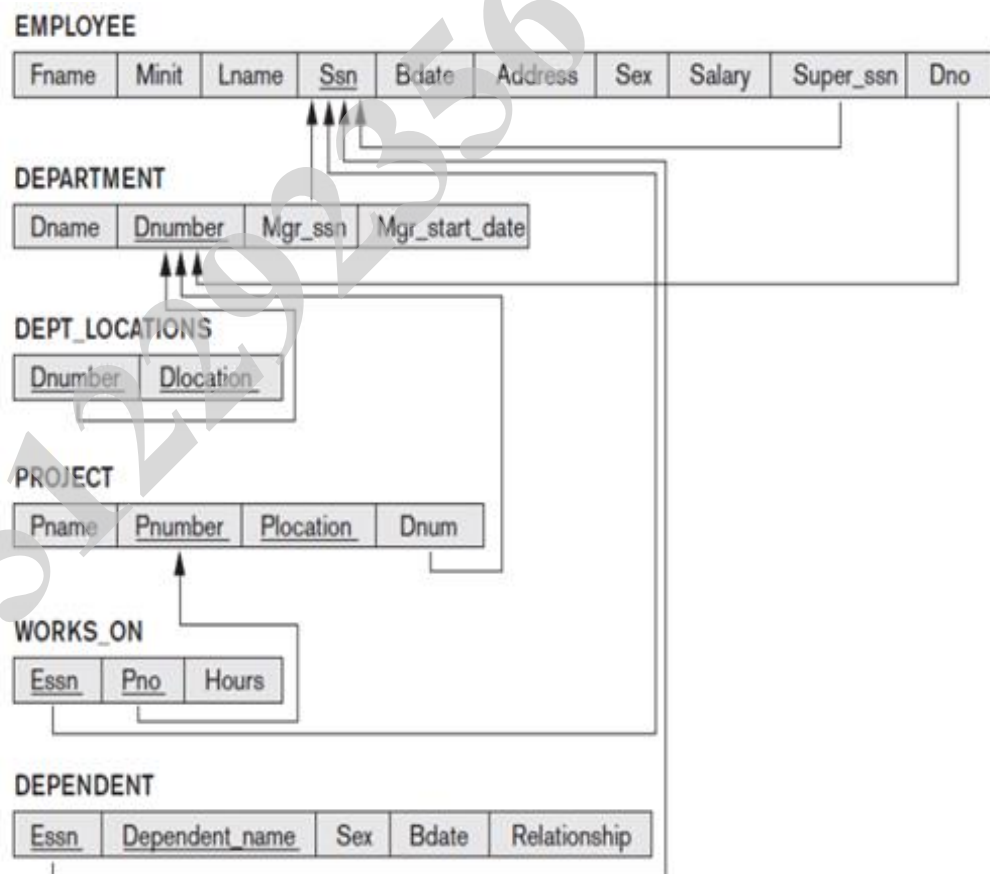 EMPLOYEE
Fname Minit Lname Ssn Bdate Address Sex Salary Super_ssn Dno
DEPARTMENT
Dname Dnumber Mgr_ssn Mgr_start_date
DEPT_LOCATIONS
Dnumber Dlocation
PROJECT
Pname Pnumber Plocation Dnum
WORKS_ON
Essn Pno Hours
DEPENDENT
Essn Dependent_name Sex Bdate Relationship
512292356